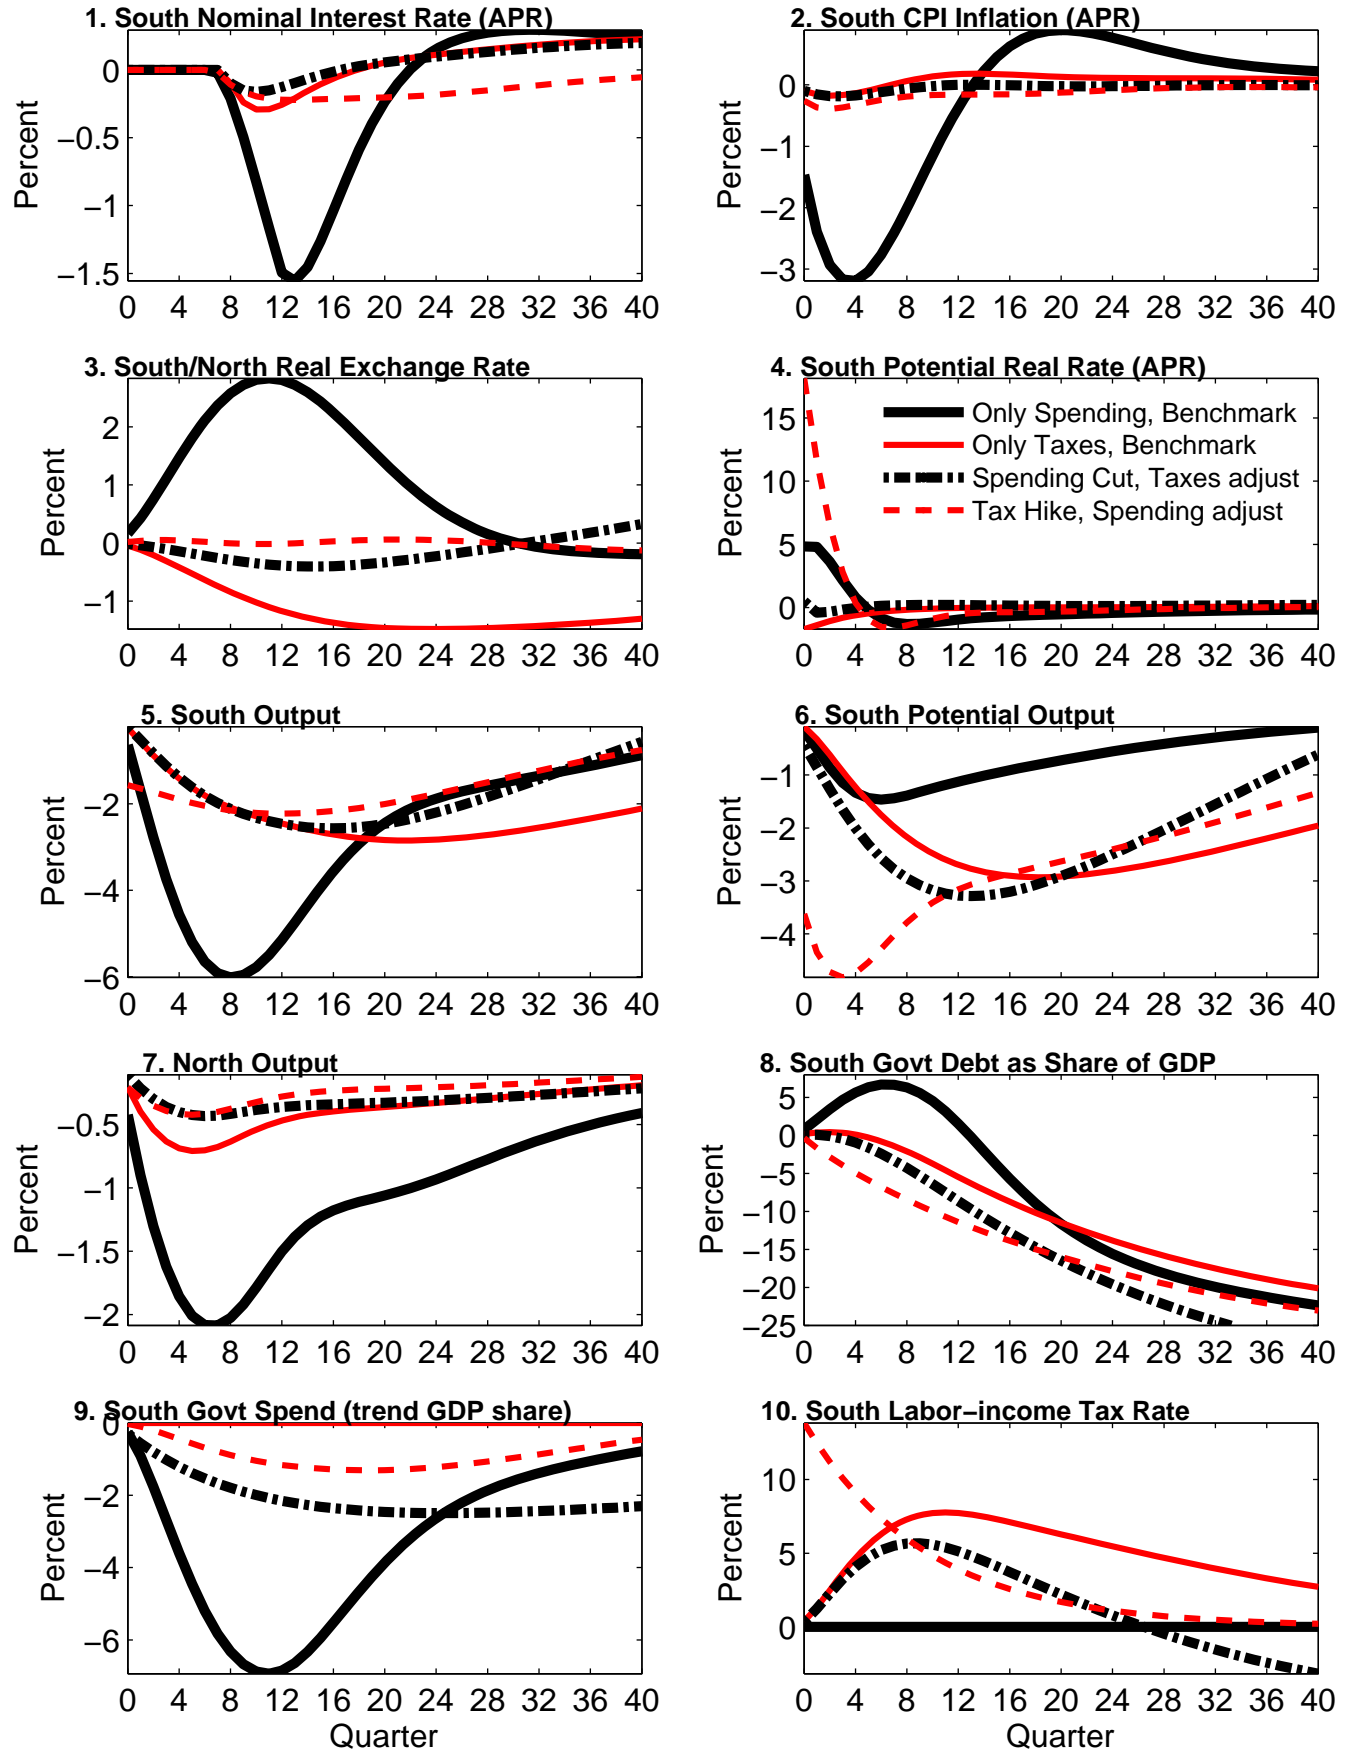 1. South Nominal Interest Rate (APR)
0
−0.5
−1
−1.5
Percent
0 4 8 12 16 20 24 28 32 36 40
2. South CPI Inflation (APR)
0
−1
−2
−3
Percent
0 4 8 12 16 20 24 28 32 36 40
3. South/North Real Exchange Rate
2
1
0
−1
Percent
0 4 8 12 16 20 24 28 32 36 40
4. South Potential Real Rate (APR)
15
10
5
0
Percent
Only Spending, Benchmark
Only Taxes, Benchmark
Spending Cut, Taxes adjust
Tax Hike, Spending adjust
0 4 8 12 16 20 24 28 32 36 40
5. South Output
−2
−4
−6
Percent
0 4 8 12 16 20 24 28 32 36 40
6. South Potential Output
−1
−2
−3
−4
Percent
0 4 8 12 16 20 24 28 32 36 40
7. North Output
−0.5
−1
−1.5
−2
Percent
0 4 8 12 16 20 24 28 32 36 40
8. South Govt Debt as Share of GDP
5
0
−5
−10
−15
−20
−25
Percent
0 4 8 12 16 20 24 28 32 36 40
9. South Govt Spend (trend GDP share)
0
−2
−4
−6
Percent
0 4 8 12 16 20 24 28 32 36 40
Quarter
10. South Labor−income Tax Rate
10
5
0
Percent
0 4 8 12 16 20 24 28 32 36 40
Quarter